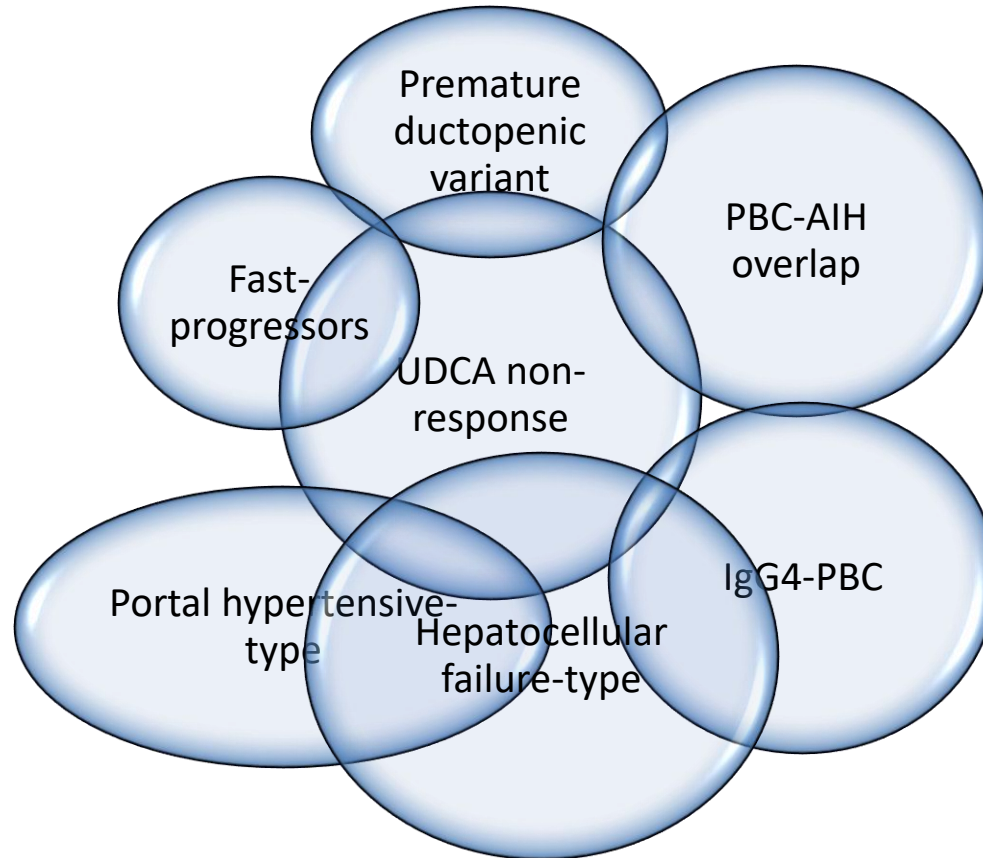 Premature
ductopenic
variant
PBC-AIH
overlap
Fast-
progressors
UDCA non-
response
Portal hypertensive-
type
Hepatocellular
failure-type
IgG4-PBC